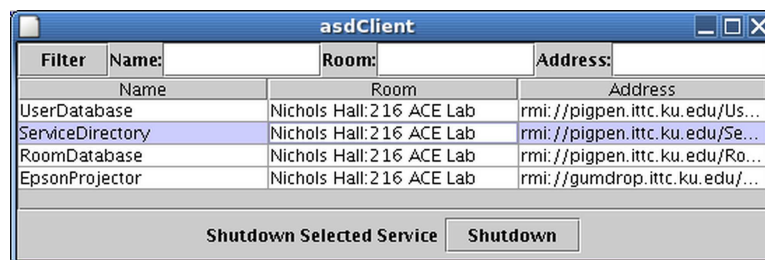 asdClient
Filter Name: Room: Address:
Name Room Address
UserDatabase Nichols Hall:216 ACE Lab rmi://pigpen.ittc.ku.edu/Us...
ServiceDirectory Nichols Hall:216 ACE Lab rmi://pigpen.ittc.ku.edu/Se...
RoomDatabase Nichols Hall:216 ACE Lab rmi://pigpen.ittc.ku.edu/Ro...
EpsonProjector Nichols Hall:216 ACE Lab rmi://gumdrop.ittc.ku.edu/...
Shutdown Selected Service Shutdown